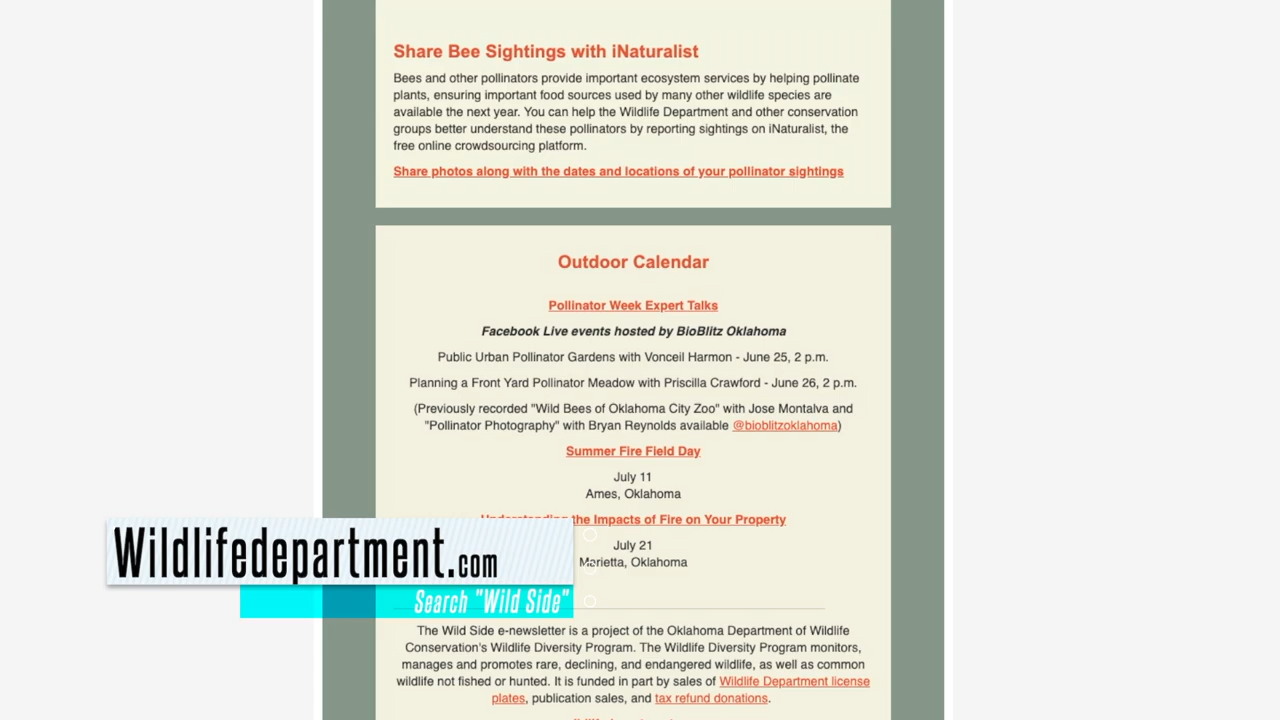 Share Bee Sightings with iNaturalist
Bees and other pollinators provide important ecosystem services by helping pollinate
plants, ensuring important food sources used by many other wildlife species are
available the next year. You can help the Wildlife Department and other conservation
groups better understand these pollinators by reporting sightings on iNaturalist, the
free online crowdsourcing platform.
Share photos along with the dates and locations of your pollinator sightings
Outdoor Calendar
Pollinator Week Expert Talks
Facebook Live events hosted by BioBlitz Oklahoma
Public Urban Pollinator Gardens with Vonceil Harmon - June 25, 2 p.m.
Planning a Front Yard Pollinator Meadow with Priscilla Crawford - June 26, 2 p.m.
(Previously recorded "Wild Bees of Oklahoma City Zoo" with Jose Montalva and
"Pollinator Photography" with Bryan Reynolds available @bioblitzoklahoma)
Summer Fire Field Day
July 11
Ames, Oklahoma
Understanding the Impacts of Fire on Your Property
July 21
Marietta, Oklahoma
Wildlifedepartment.com
Search "Wild Side"
The Wild Side e-newsletter is a project of the Oklahoma Department of Wildlife
Conservation's Wildlife Diversity Program. The Wildlife Diversity Program monitors,
manages and promotes rare, declining, and endangered wildlife, as well as common
wildlife not fished or hunted. It is funded in part by sales of Wildlife Department license
plates, publication sales, and tax refund donations.